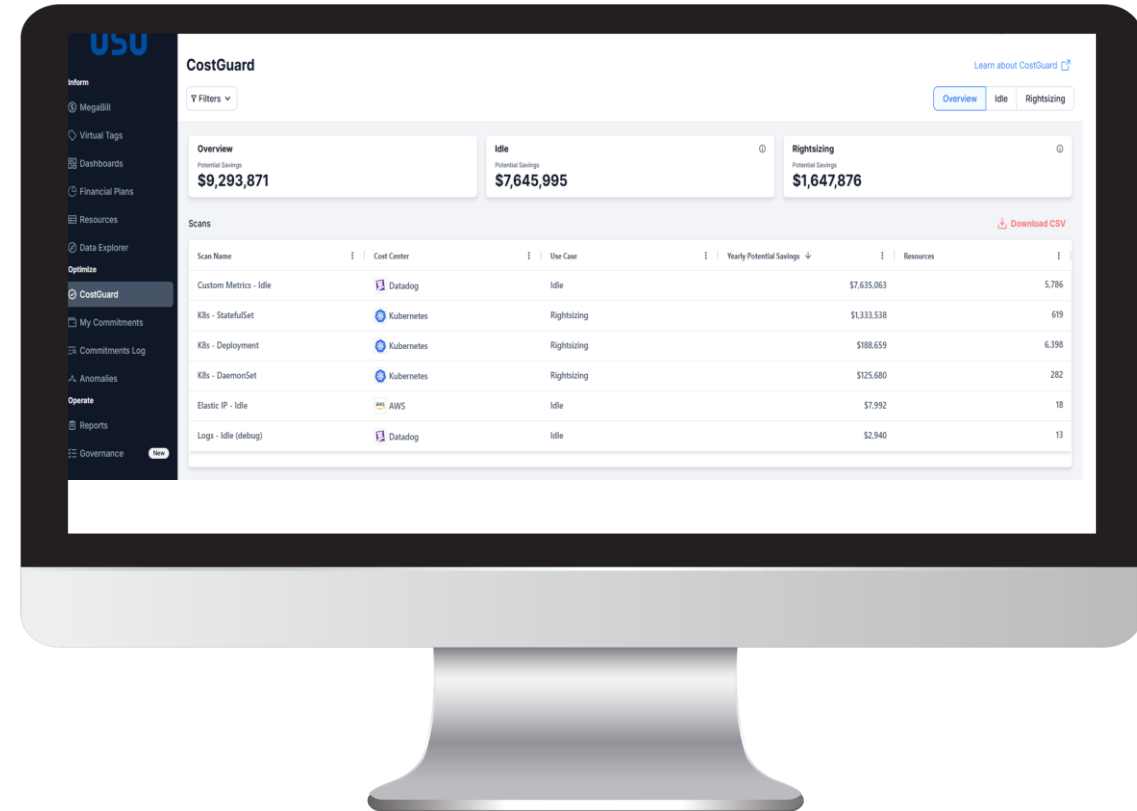 USU
Inform
MegaBill
Virtual Tags
Dashboards
Financial Plans
Resources
Data Explorer
Optimize
CostGuard
My Commitments
Commitments Log
Anomalies
Operate
Reports
Governance New
CostGuard
Learn about CostGuard
Filters
Overview Idle Rightsizing
Overview
Potential Savings
$9,293,871
Idle
Potential Savings
$7,645,995
Rightsizing
Potential Savings
$1,647,876
Scans
Download CSV
Scan Name Cost Center Use Case Yearly Potential Savings Resources
Custom Metrics - Idle Datadog Idle $7,635,063 5,786
K8s - StatefulSet Kubernetes Rightsizing $1,333,538 619
K8s - Deployment Kubernetes Rightsizing $188,659 6,398
K8s - DaemonSet Kubernetes Rightsizing $125,680 282
Elastic IP - Idle aws AWS Idle $7,992 18
Logs - Idle (debug) Datadog Idle $2,940 13